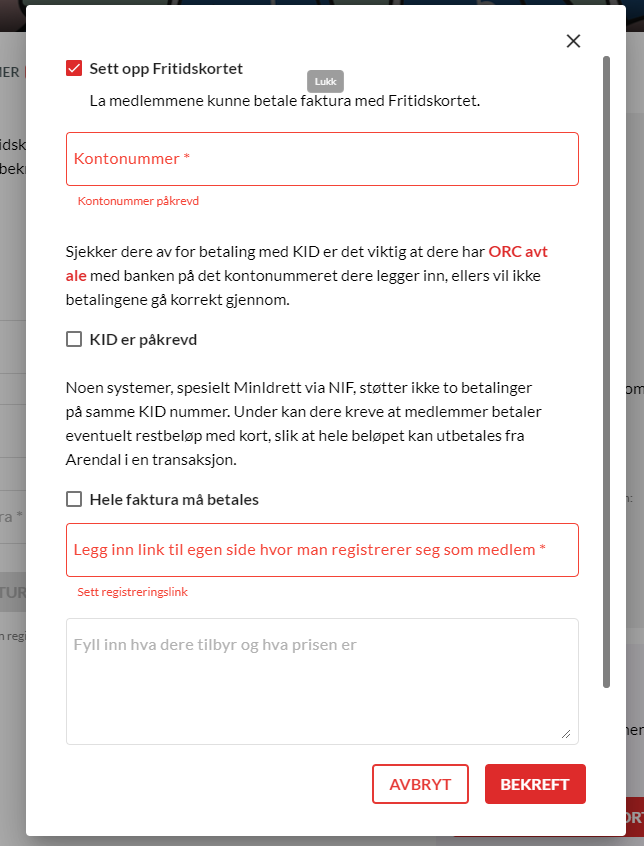 Sett opp Fritidskortet
Lukk
La medlemmene kunne betale faktura med Fritidskortet.
Kontonummer *
Kontonummer påkrevd
Sjekker dere av for betaling med KID er det viktig at dere har ORC avt
ale med banken på det kontonummeret dere legger inn, ellers vil ikke
betalingene gå korrekt gjennom.
KID er påkrevd
Noen systemer, spesielt MinIdrett via NIF, støtter ikke to betalinger
på samme KID nummer. Under kan dere kreve at medlemmer betaler
eventuelt restbeløp med kort, slik at hele beløpet kan utbetales fra
Arendal i en transaksjon.
Hele faktura må betales
Legg inn link til egen side hvor man registrerer seg som medlem *
Sett registreringslink
Fyll inn hva dere tilbyr og hva prisen er
AVBRYT
BEKREFT